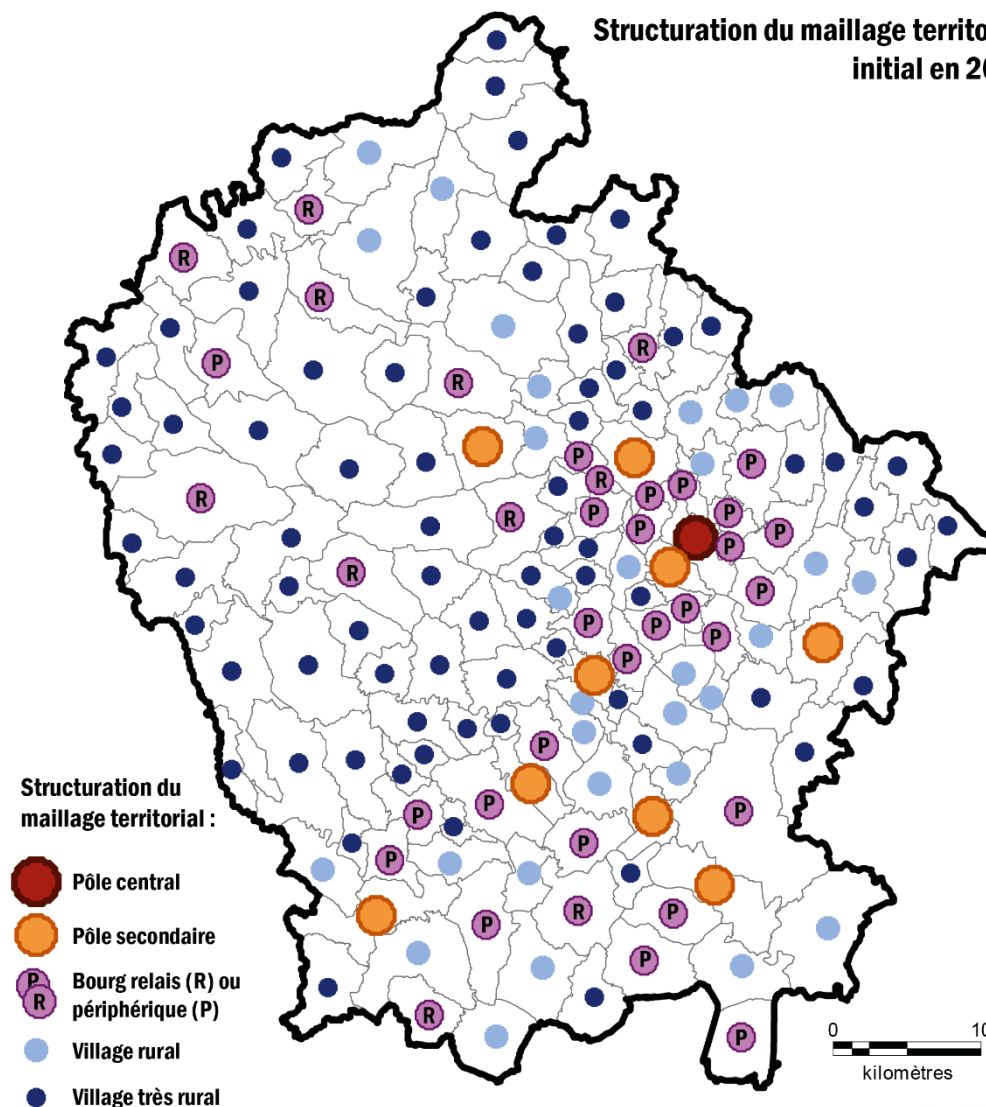 Structuration du maillage territo
initial en 20
R
R
R
R
P
R
P
P
R
P
P
R
P
P
R
P
P
P
R
P
P
P
P
P
P
P
P
P
P
P
P
R
P
P
P
R
P
Structuration du
maillage territorial :
Pôle central
Pôle secondaire
P
R
Bourg relais (R) ou
périphérique (P)
Village rural
Village très rural
0 10
kilomètres